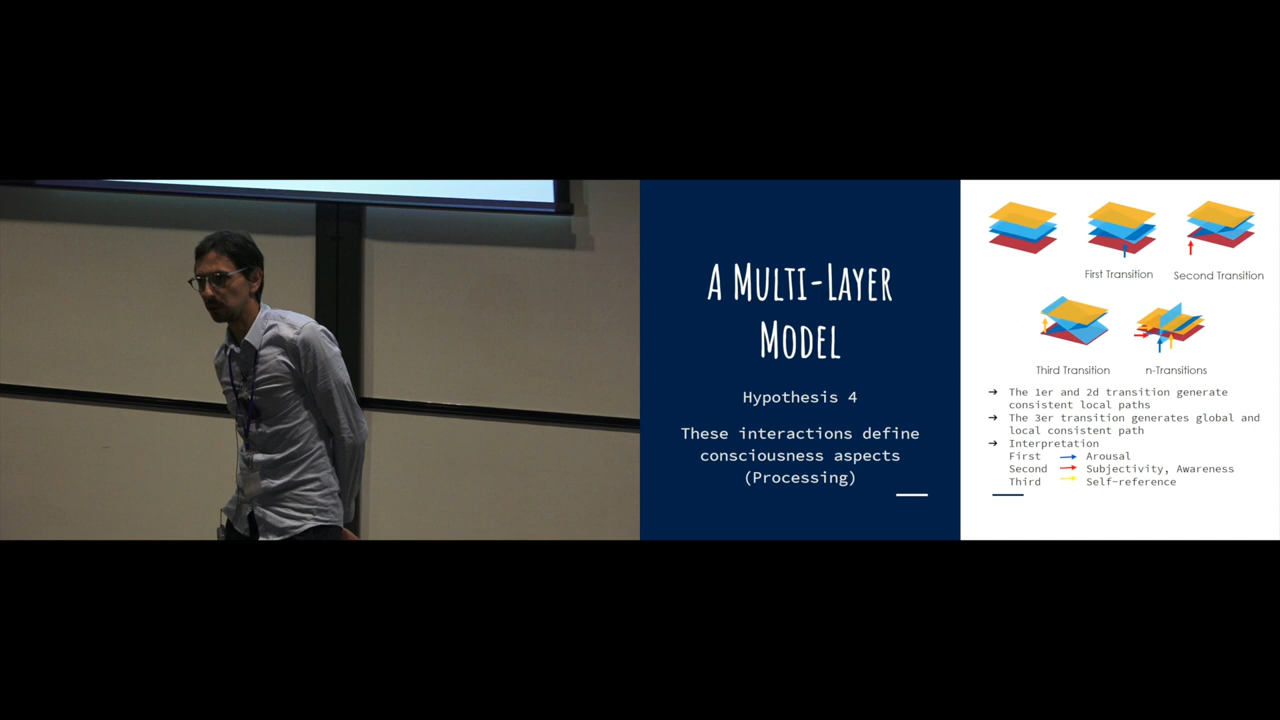 A MULTI-LAYER
MODEL
Hypothesis 4
These interactions define
consciousness aspects
(Processing)
First Transition
Second Transition
Third Transition
n-Transitions
➔ The 1er and 2d transition generate
consistent local paths
➔ The 3er transition generates global and
local consistent path
➔ Interpretation
First → Arousal
Second → Subjectivity, Awareness
Third → Self-reference